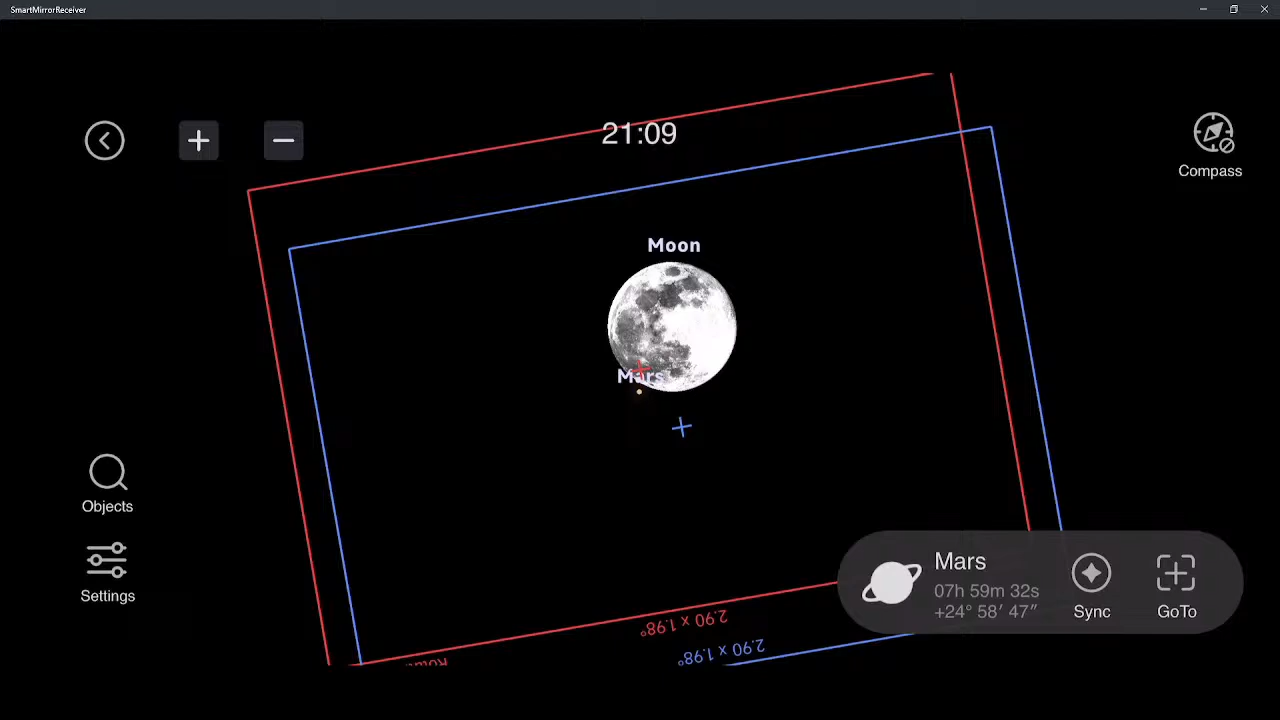 SmartMirrorReceiver
21:09
Compass
Moon
Mars
Objects
Settings
Mars
07h 59m 32s
+24° 58′ 47″
Sync
GoTo
2.90 x 1.98°
2.90 x 1.98°